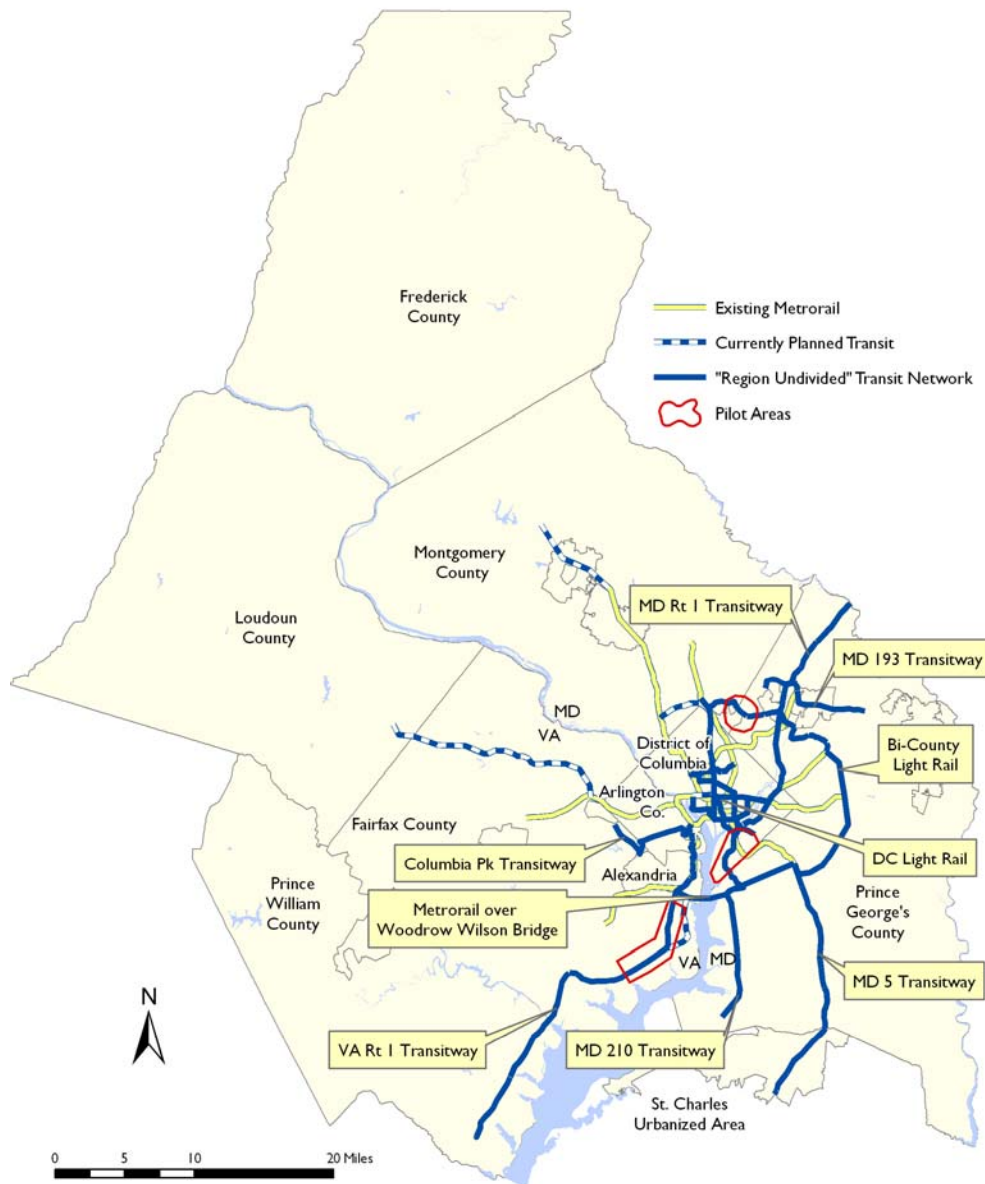 Frederick
County
Existing Metrorail
Currently Planned Transit
"Region Undivided" Transit Network
Pilot Areas
Montgomery
County
Loudoun
County
MD Rt 1 Transitway
MD 193 Transitway
MD
VA
District of
Columbia
Bi-County
Light Rail
Arlington
Co.
Fairfax County
Columbia Pk Transitway
DC Light Rail
Alexandria
Prince
William
County
Metrorail over
Woodrow Wilson Bridge
Prince
George's
County
VA
MD
MD 5 Transitway
N
VA Rt 1 Transitway
MD 210 Transitway
St. Charles
Urbanized Area
0 5 10 20 Miles